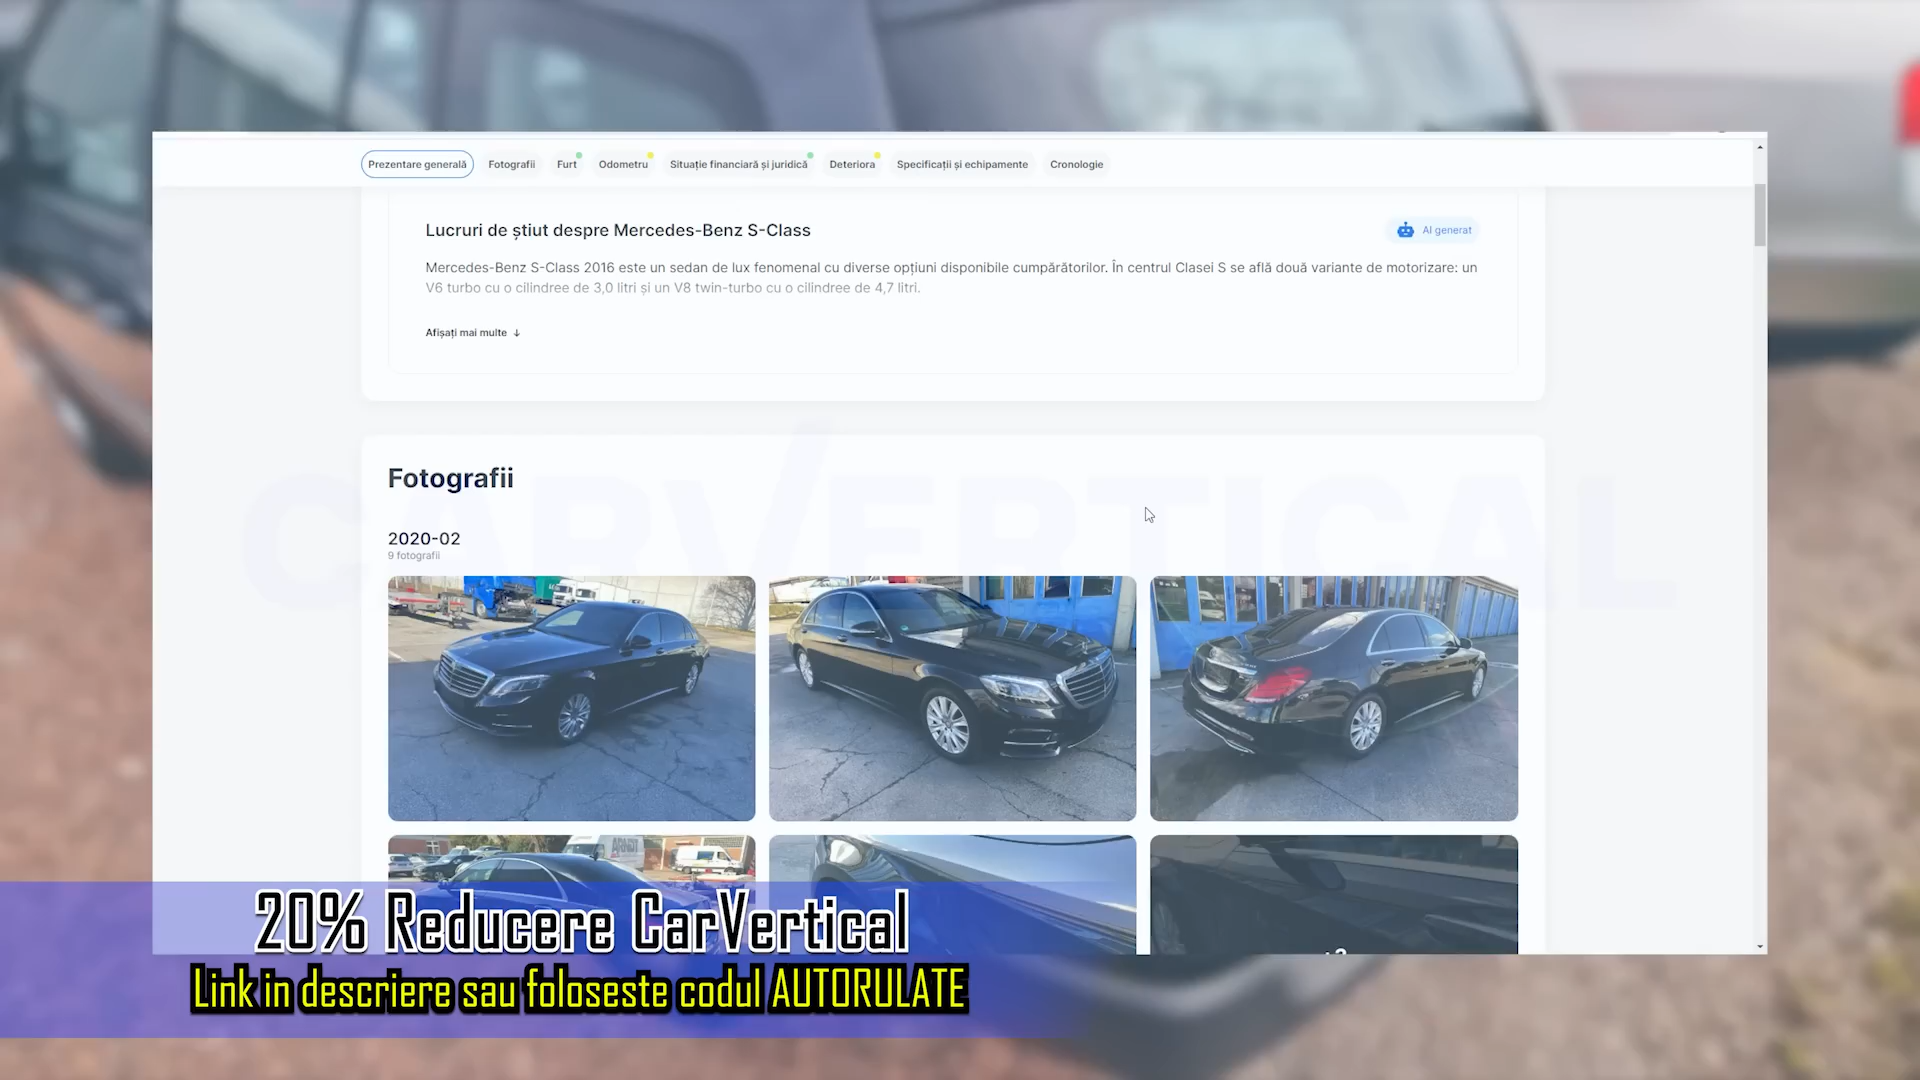 Prezentare generală
Fotografii
Furt
Odometru
Situație financiară și juridică
Deteriora
Specificații și echipamente
Cronologie
Lucruri de știut despre Mercedes-Benz S-Class
AI generat
Mercedes-Benz S-Class 2016 este un sedan de lux fenomenal cu diverse opțiuni disponibile cumpărătorilor. În centrul Clasei S se află două variante de motorizare: un
V6 turbo cu o cilindree de 3,0 litri și un V8 twin-turbo cu o cilindree de 4,7 litri.
Afișați mai multe ↓
CARVERTICAL
Fotografii
2020-02
9 fotografii
20% Reducere CarVertical
Link in descriere sau foloseste codul AUTORULATE